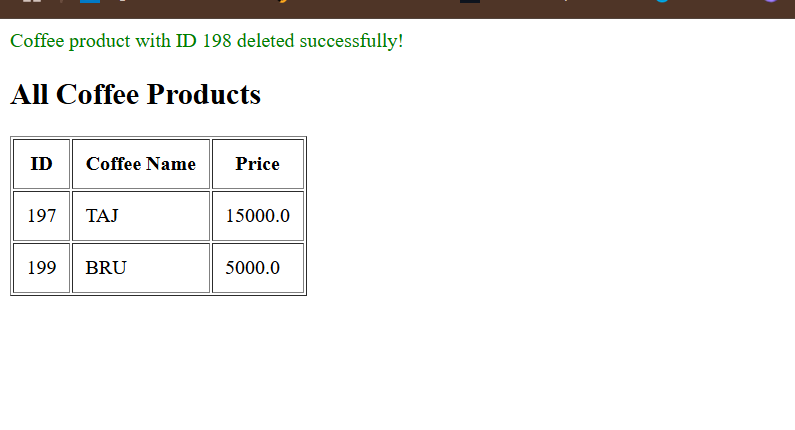 Coffee product with ID 198 deleted successfully!
All Coffee Products
ID Coffee Name Price
197 TAJ 15000.0
199 BRU 5000.0